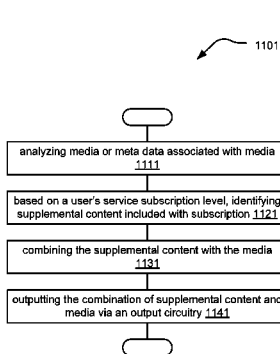 1101
analyzing media or meta data associated with media
1111
based on a user's service subscription level, identifying
supplemental content included with subscription 1121
combining the supplemental content with the media
1131
outputting the combination of supplemental content and
media via an output circuitry 1141